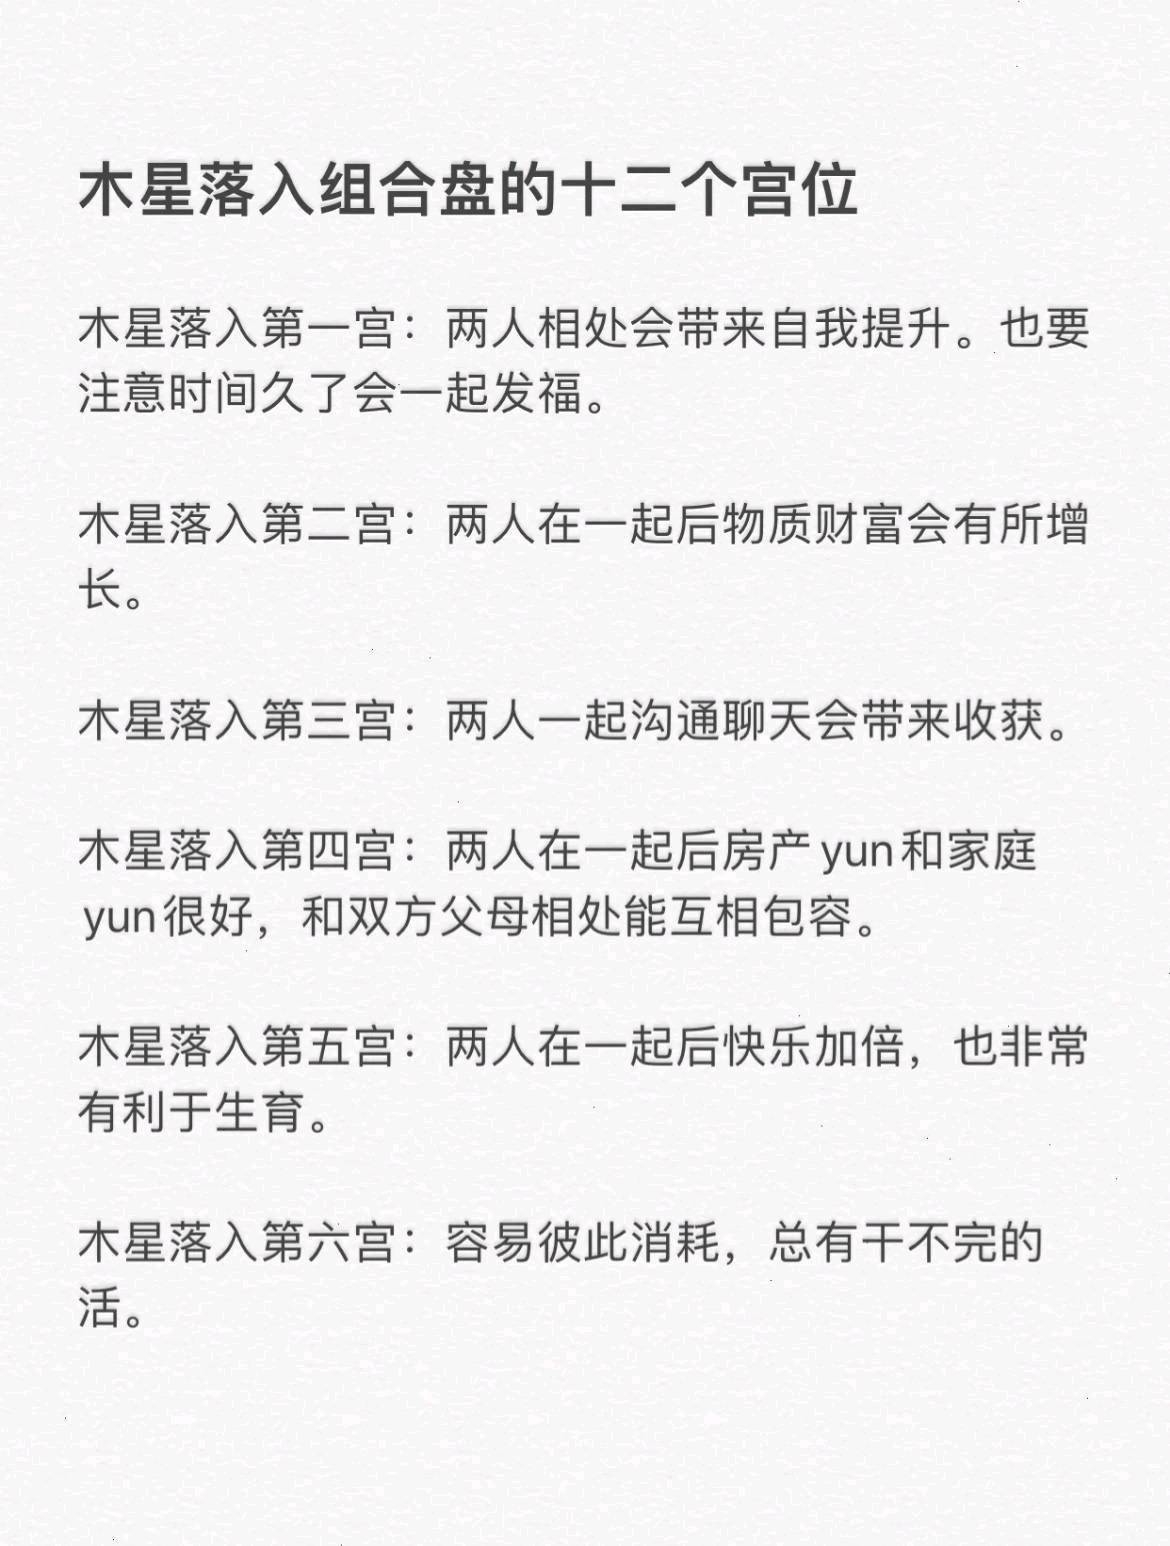 木星落入组合盘的十二个宫位
木星落入第一宫：两人相处会带来自我提升。也要
注意时间久了会一起发福。
木星落入第二宫：两人在一起后物质财富会有所增
长。
木星落入第三宫：两人一起沟通聊天会带来收获。
木星落入第四宫：两人在一起后房产yun和家庭
yun很好，和双方父母相处能互相包容。
木星落入第五宫：两人在一起后快乐加倍，也非常
有利于生育。
木星落入第六宫：容易彼此消耗，总有干不完的
活。